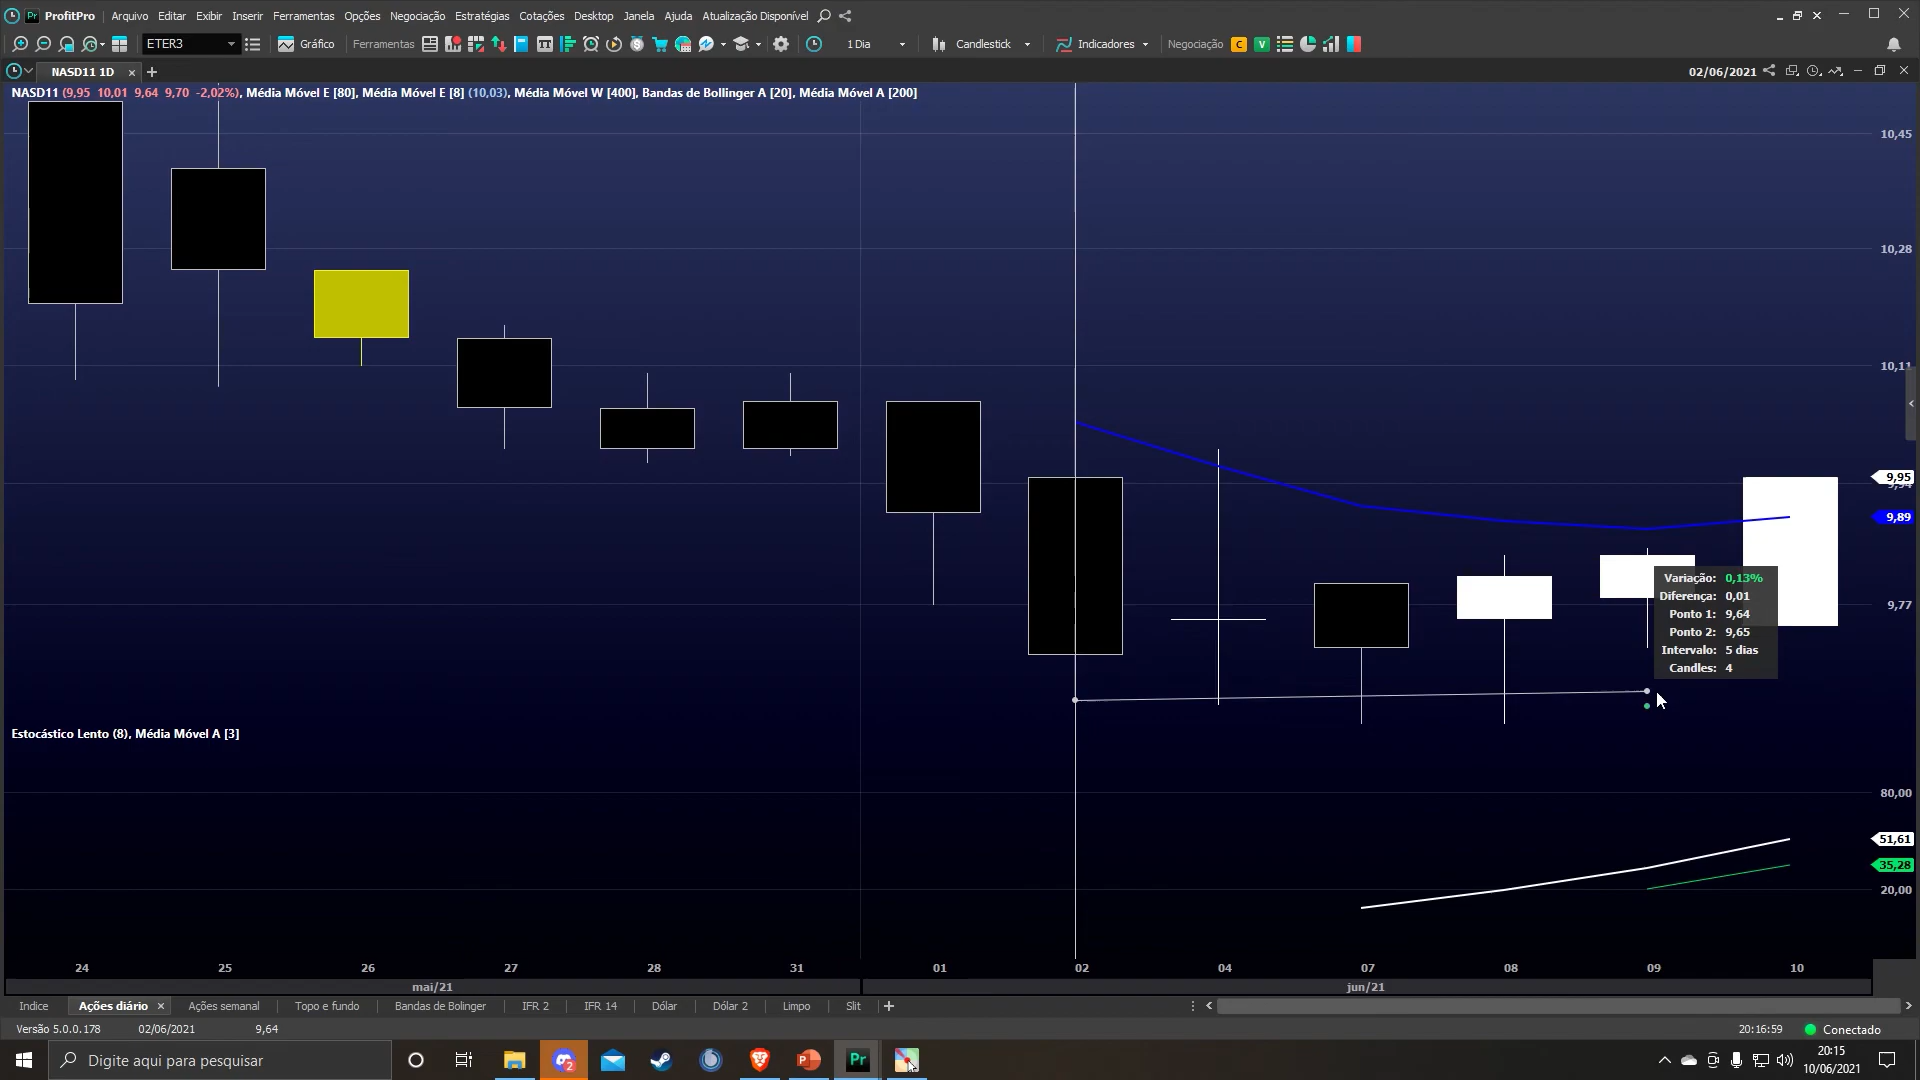 ProfitPro Arquivo Editar Exibir Inserir Ferramentas Opções Negociação Estratégias Cotações Desktop Janela Ajuda Atualização Disponível
ETER3 Gráfico Ferramentas 1 Dia Candlestick Indicadores Negociação C V
NASD11 1D 02/06/2021
NASD11 (9,95 10,01 9,64 9,70 -2,02%), Média Móvel E [80], Média Móvel E [8] (10,03), Média Móvel W [400], Bandas de Bollinger A [20], Média Móvel A [200]
10,45
10,28
10,11
9,95
9,94
9,89
9,77
Variação: 0,13%
Diferença: 0,01
Ponto 1: 9,64
Ponto 2: 9,65
Intervalo: 5 dias
Candles: 4
Estocástico Lento (8), Média Móvel A [3]
80,00
51,61
35,28
20,00
24 25 26 27 28 31 01 02 04 07 08 09 10
mai/21 jun/21
Indice Ações diário Ações semanal Topo e fundo Bandas de Bolinger IFR 2 IFR 14 Dólar Dólar 2 Limpo Slit
Versão 5.0.0.178 02/06/2021 9,64 20:16:59 Conectado
Digite aqui para pesquisar
2
Pr
20:15
10/06/2021